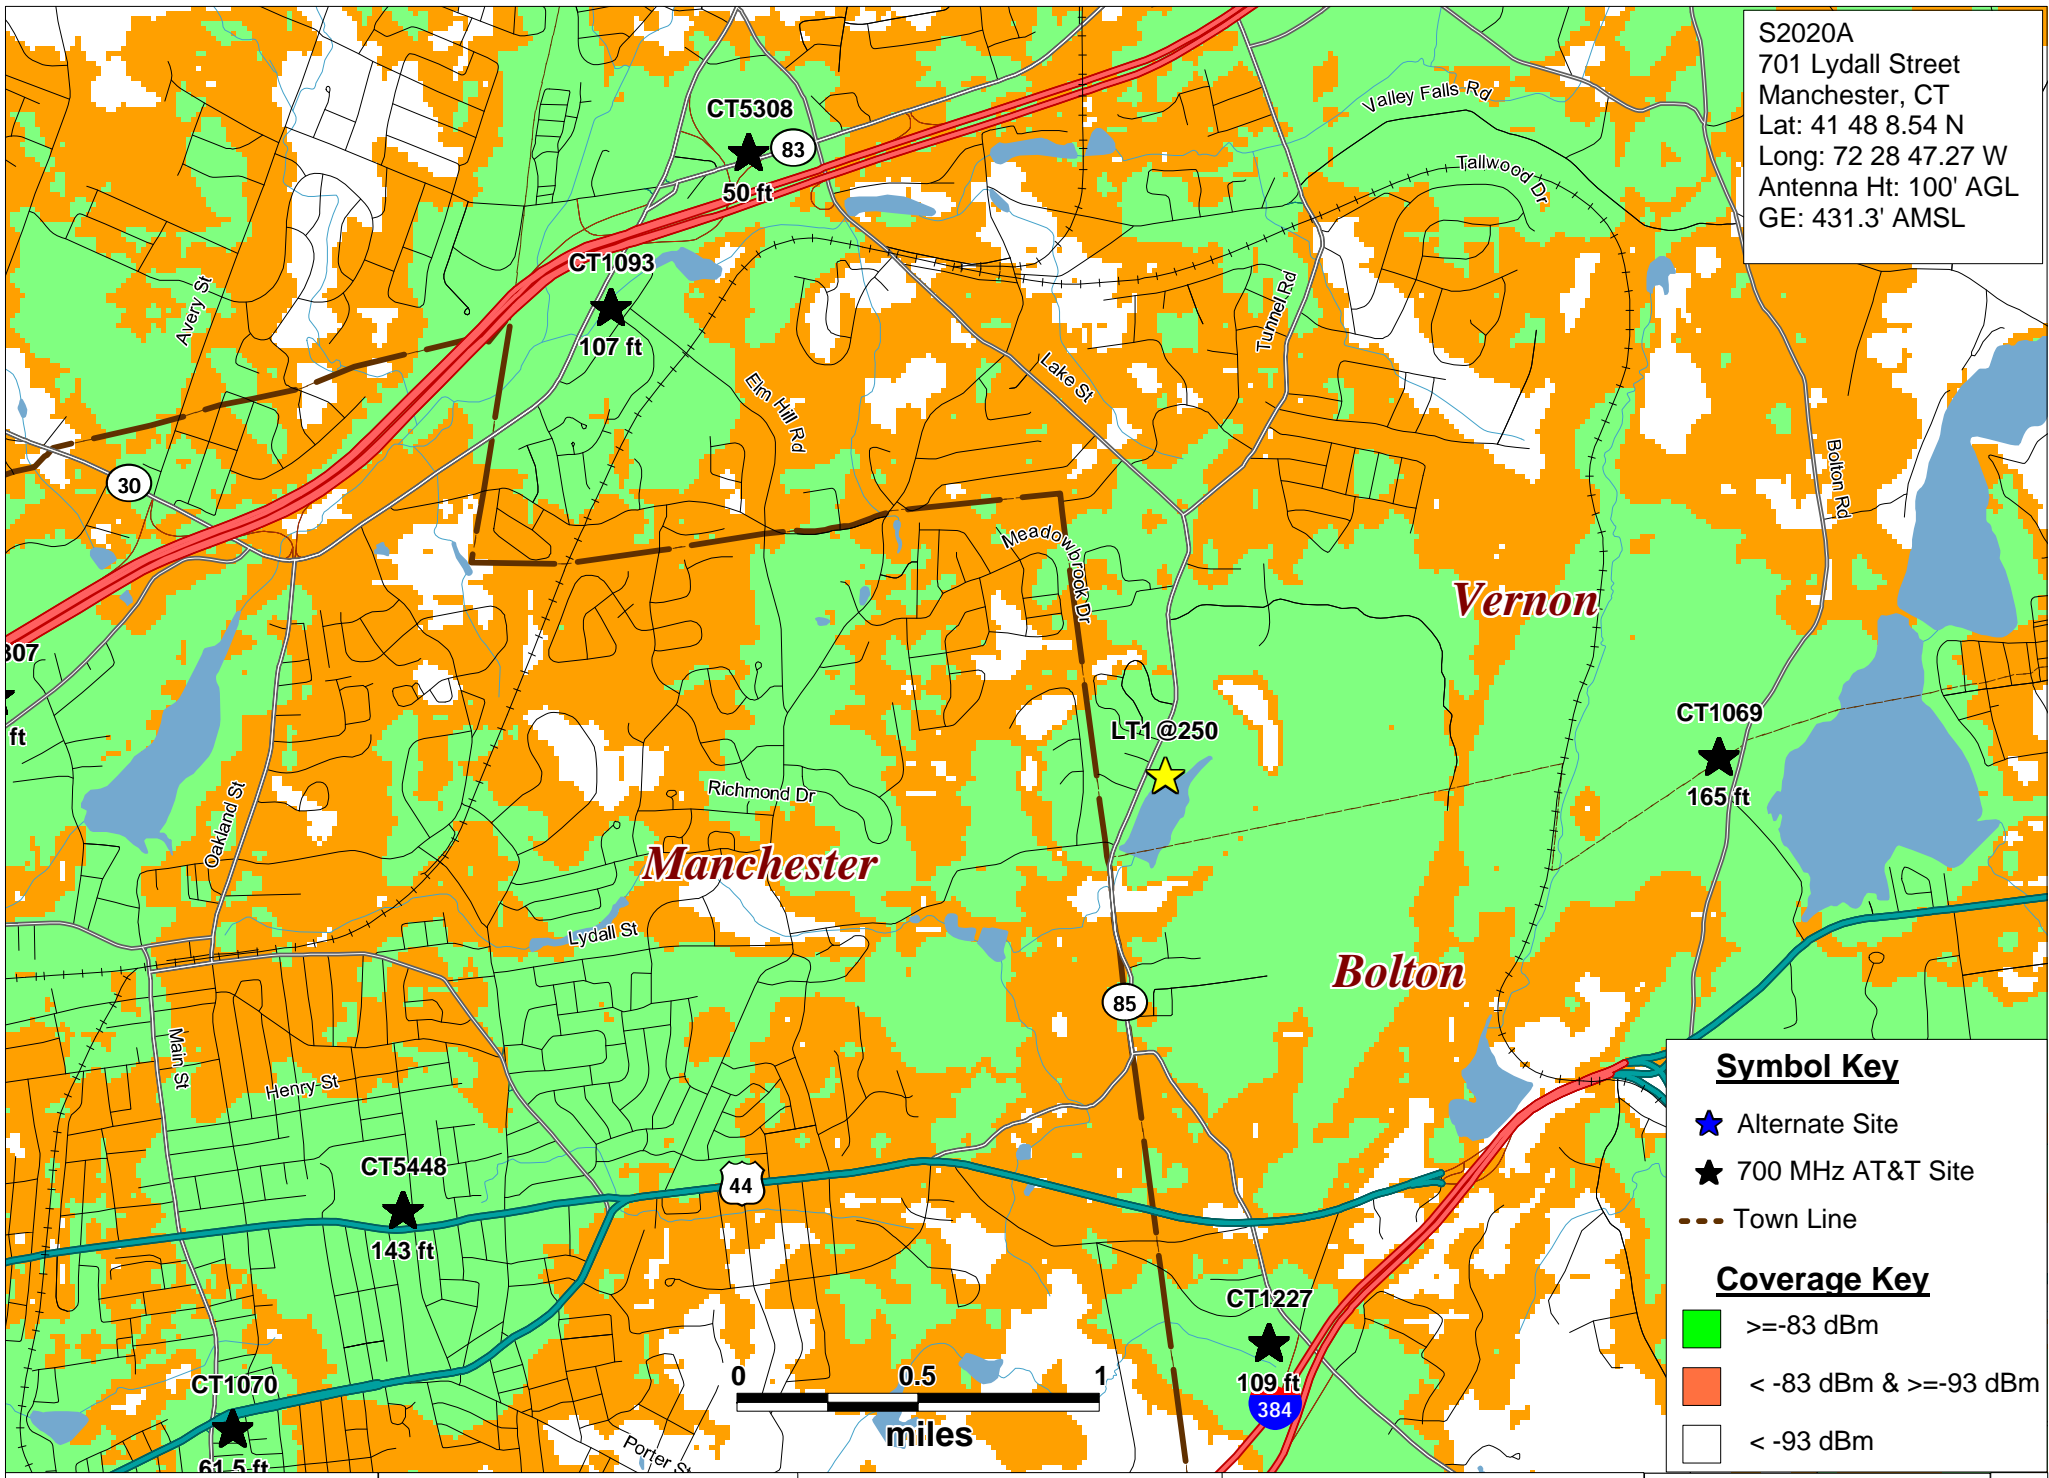 S2020A
701 Lydall Street
Manchester, CT
Lat: 41 48 8.54 N
Long: 72 28 47.27 W
Antenna Ht: 100' AGL
GE: 431.3' AMSL
Valley Falls Rd
CT5308
83
50 ft
Tallwood Dr
CT1093
107 ft
Avery St
Tunnel Rd
Lake St
Elm Hill Rd
Bolton Rd
30
Meadowbrook Dr
Vernon
307
ft
CT1069
165 ft
LT1 @250
Richmond Dr
Oakland St
Manchester
Lydall St
Bolton
85
Main St
Henry St
CT5448
143 ft
44
CT1227
109 ft
384
CT1070
61.5 ft
Porter St
0 0.5 1
miles
Symbol Key
Alternate Site
700 MHz AT&T Site
Town Line
Coverage Key
>=-83 dBm
< -83 dBm & >=-93 dBm
< -93 dBm